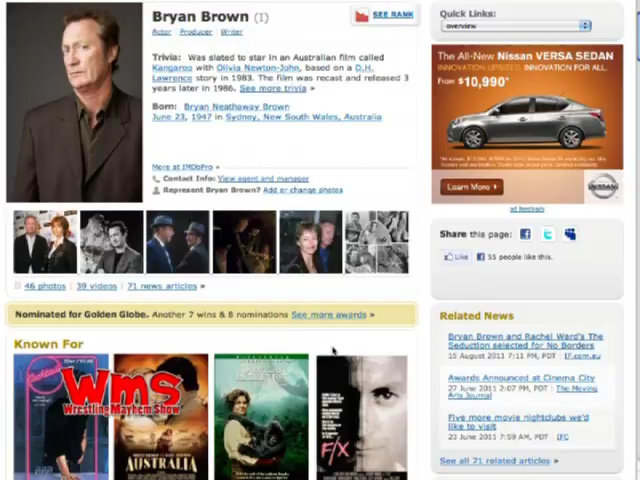 Bryan Brown (I)
SEE RANK
Actor Producer Writer
Trivia: Was slated to star in an Australian film called
Kangaroo with Olivia Newton-John, based on a D.H.
Lawrence story in 1983. The film was recast and released 3
years later in 1986. See more trivia »
Born: Bryan Neathaway Brown
June 23, 1947 in Sydney, New South Wales, Australia
More at IMDbPro »
Contact Info: View agent and manager
Represent Bryan Brown? Add or change photos
46 photos | 39 videos | 71 news articles »
Nominated for Golden Globe. Another 7 wins & 8 nominations See more awards »
Known For
Cocktail
WMS
Wrestling Mayhem Show
AUSTRALIA
F/X
Quick Links:
overview
The All-New Nissan VERSA SEDAN
INNOVATION FOR ALL.
From $10,990*
Learn More
NISSAN
ad feedback
Share this page:
Like 55 people like this.
Related News
Bryan Brown and Rachel Ward's The
Seduction selected for No Borders
15 August 2011 7:11 PM, PDT | IF.com.au
Awards Announced at Cinema City
27 June 2011 2:07 PM, PDT | The Moving
Arts Journal
Five more movie nightclubs we'd
like to visit
23 June 2011 7:59 AM, PDT | IFC
See all 71 related articles »